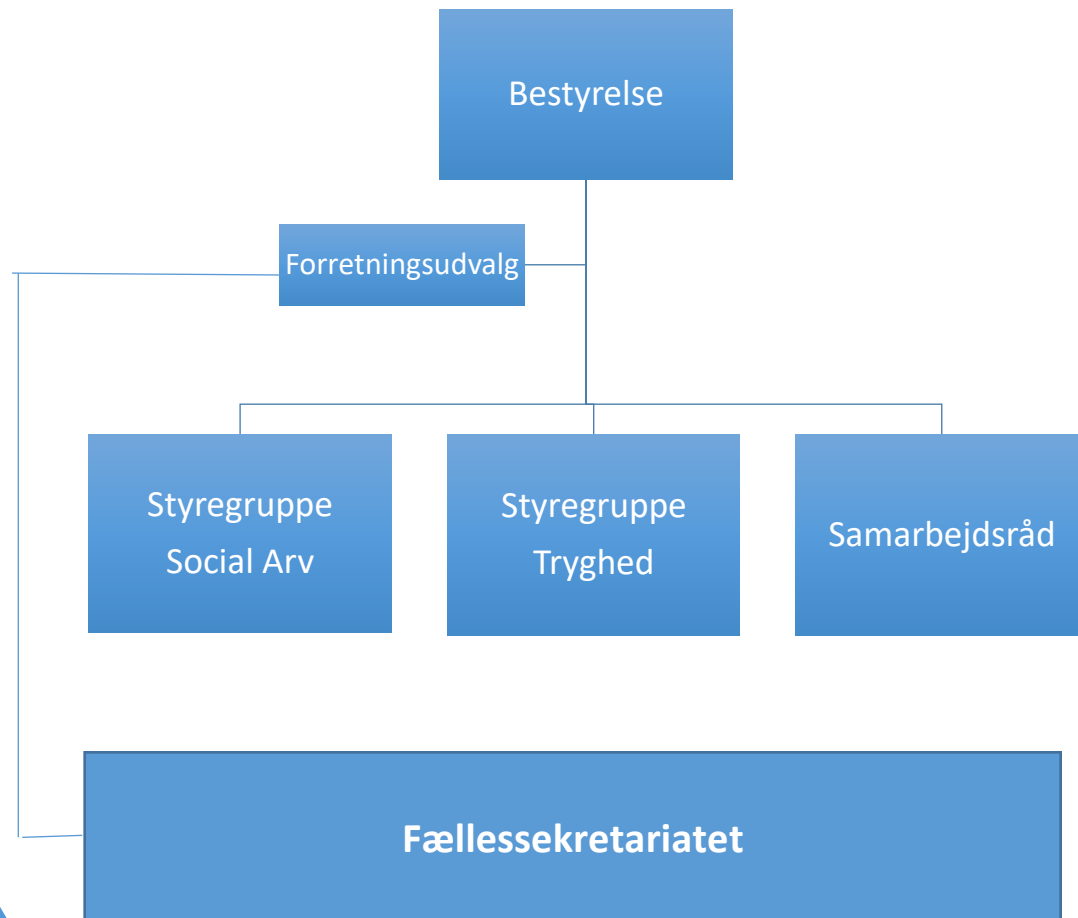 Bestyrelse
Forretningsudvalg
Styregruppe
Social Arv
Styregruppe
Tryghed
Samarbejdsråd
Fællessekretariatet